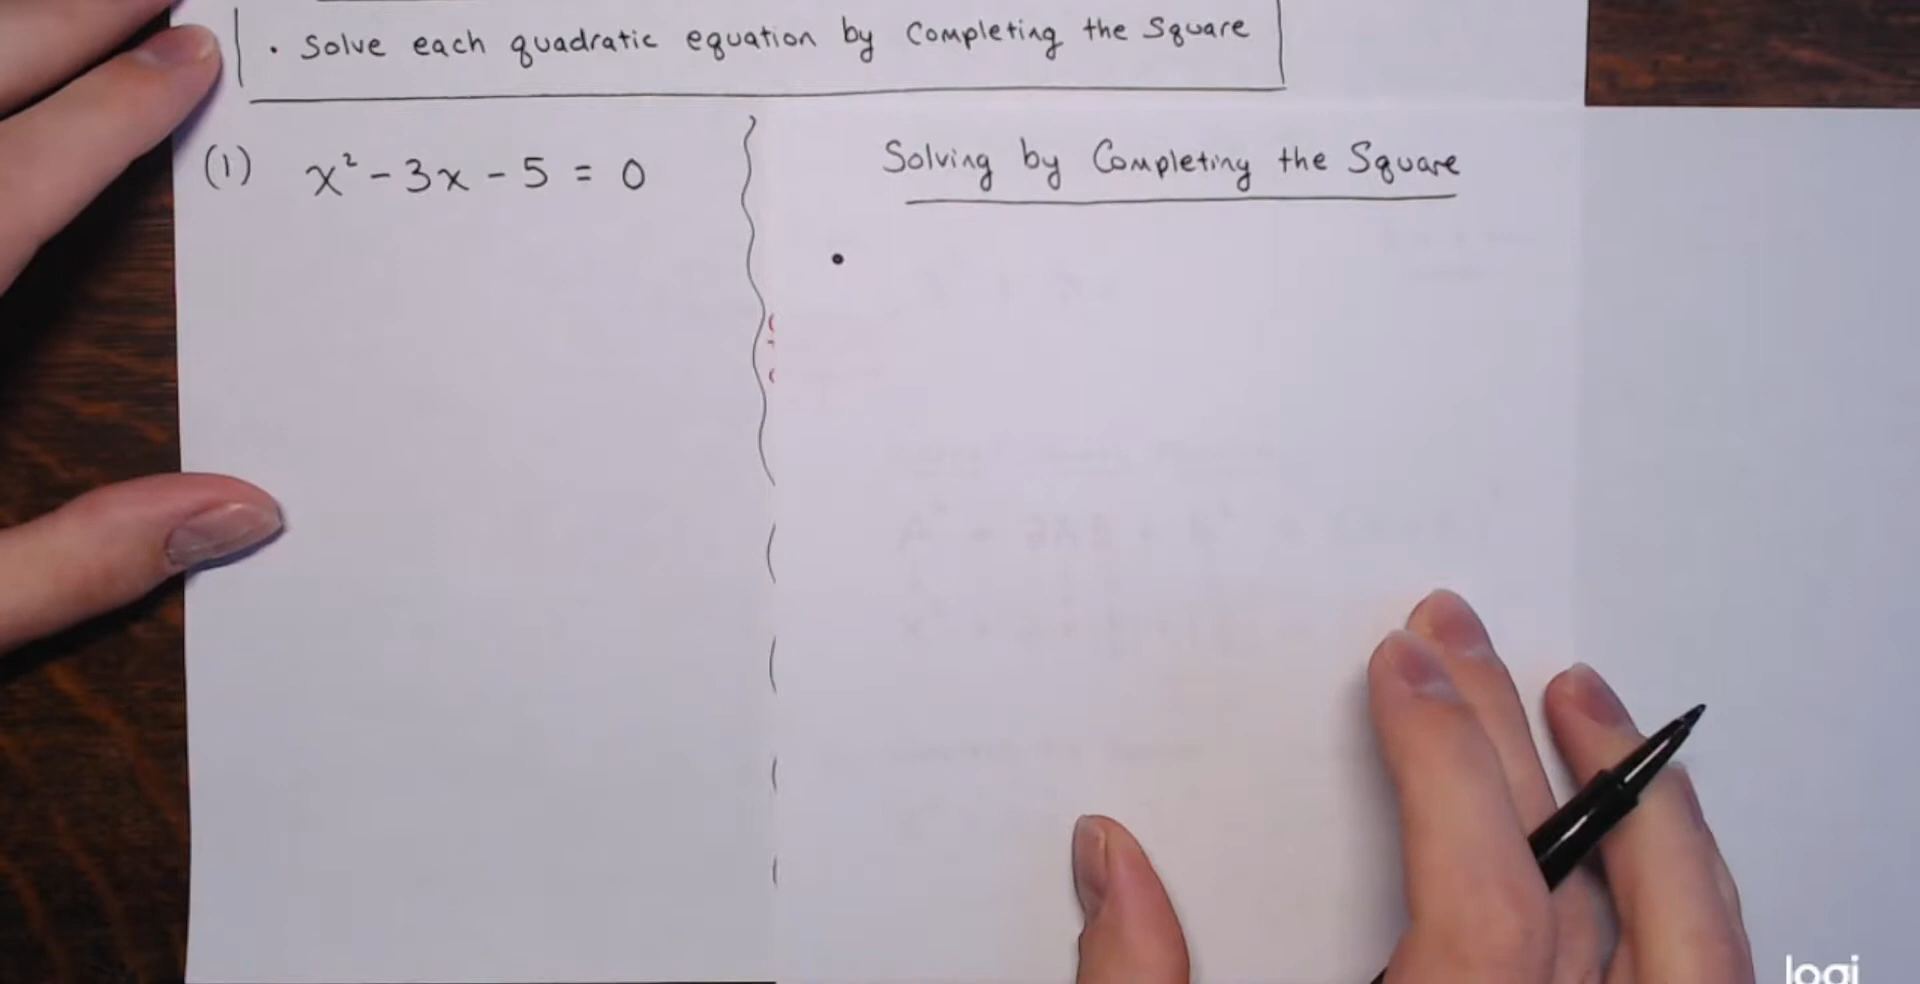 · Solve each quadratic equation by Completing the Square
(1) x² - 3x - 5 = 0
Solving by Completing the Square
•
logi